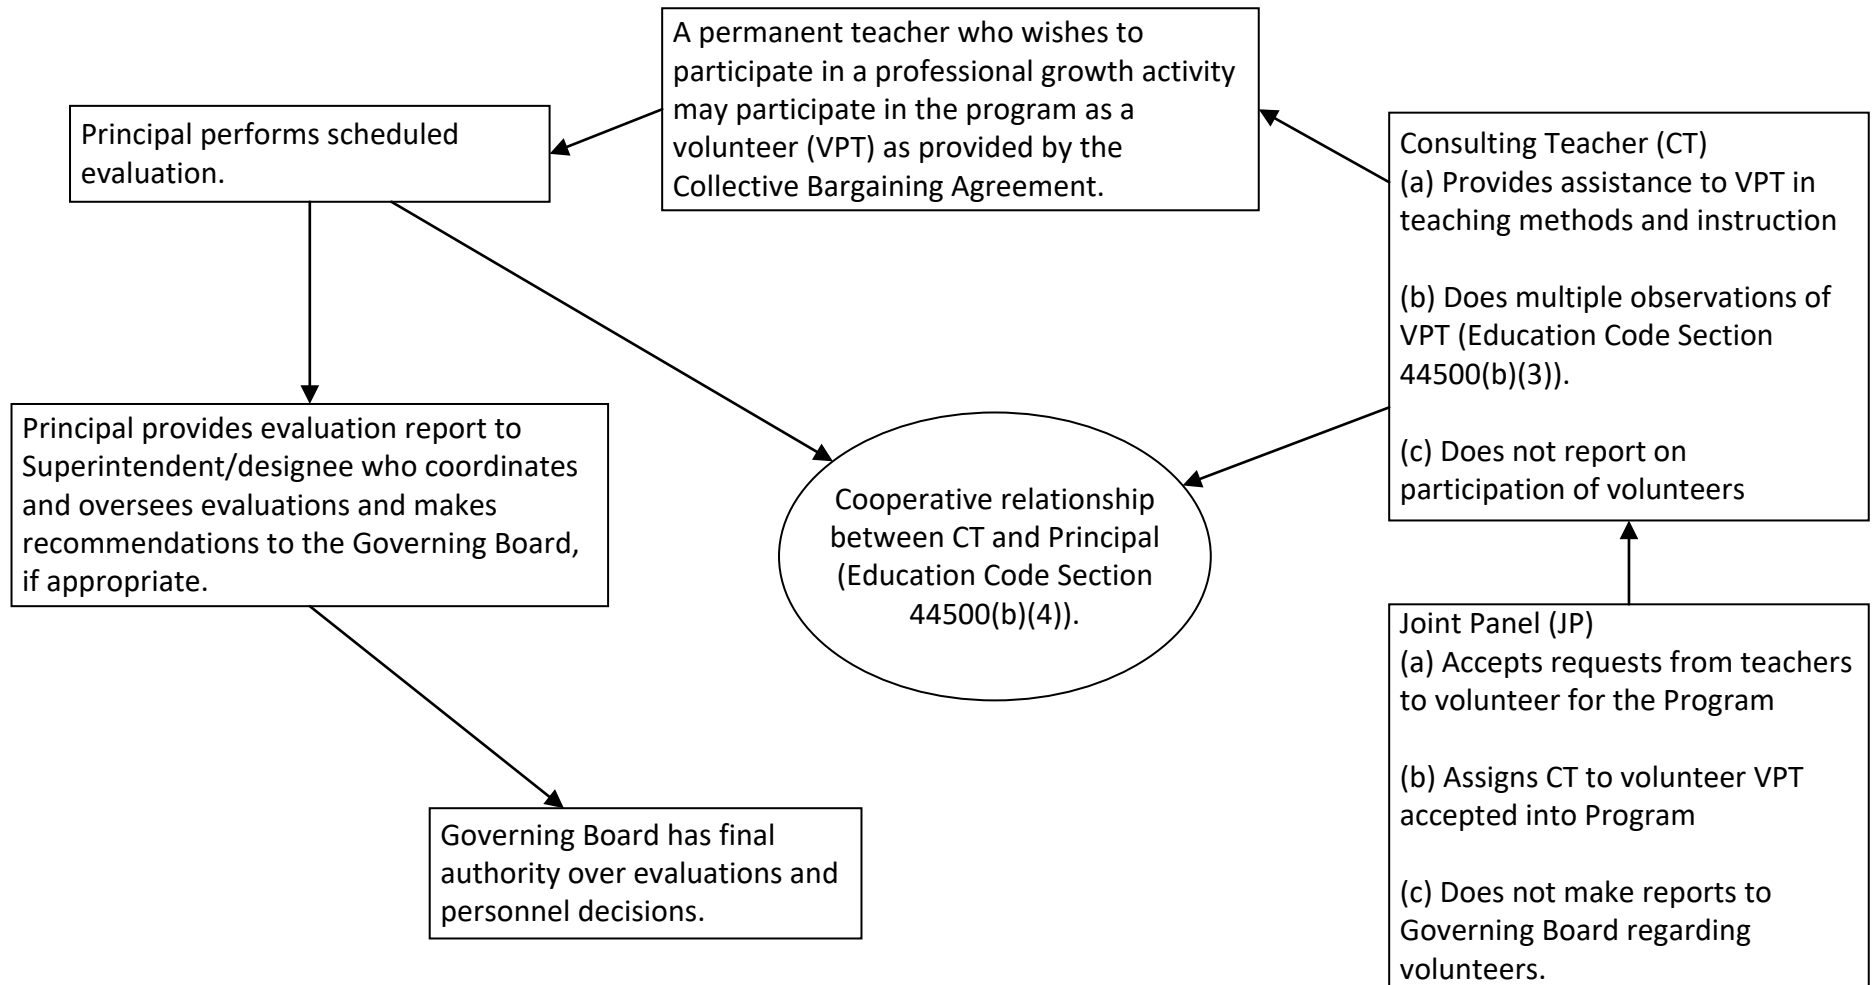 A permanent teacher who wishes to
participate in a professional growth activity
may participate in the program as a
volunteer (VPT) as provided by the
Collective Bargaining Agreement.
Principal performs scheduled
evaluation.
Consulting Teacher (CT)
(a) Provides assistance to VPT in
teaching methods and instruction
(b) Does multiple observations of
VPT (Education Code Section
44500(b)(3)).
(c) Does not report on
participation of volunteers
Principal provides evaluation report to
Superintendent/designee who coordinates
and oversees evaluations and makes
recommendations to the Governing Board,
if appropriate.
Cooperative relationship
between CT and Principal
(Education Code Section
44500(b)(4)).
Joint Panel (JP)
(a) Accepts requests from teachers
to volunteer for the Program
(b) Assigns CT to volunteer VPT
accepted into Program
(c) Does not make reports to
Governing Board regarding
volunteers.
Governing Board has final
authority over evaluations and
personnel decisions.